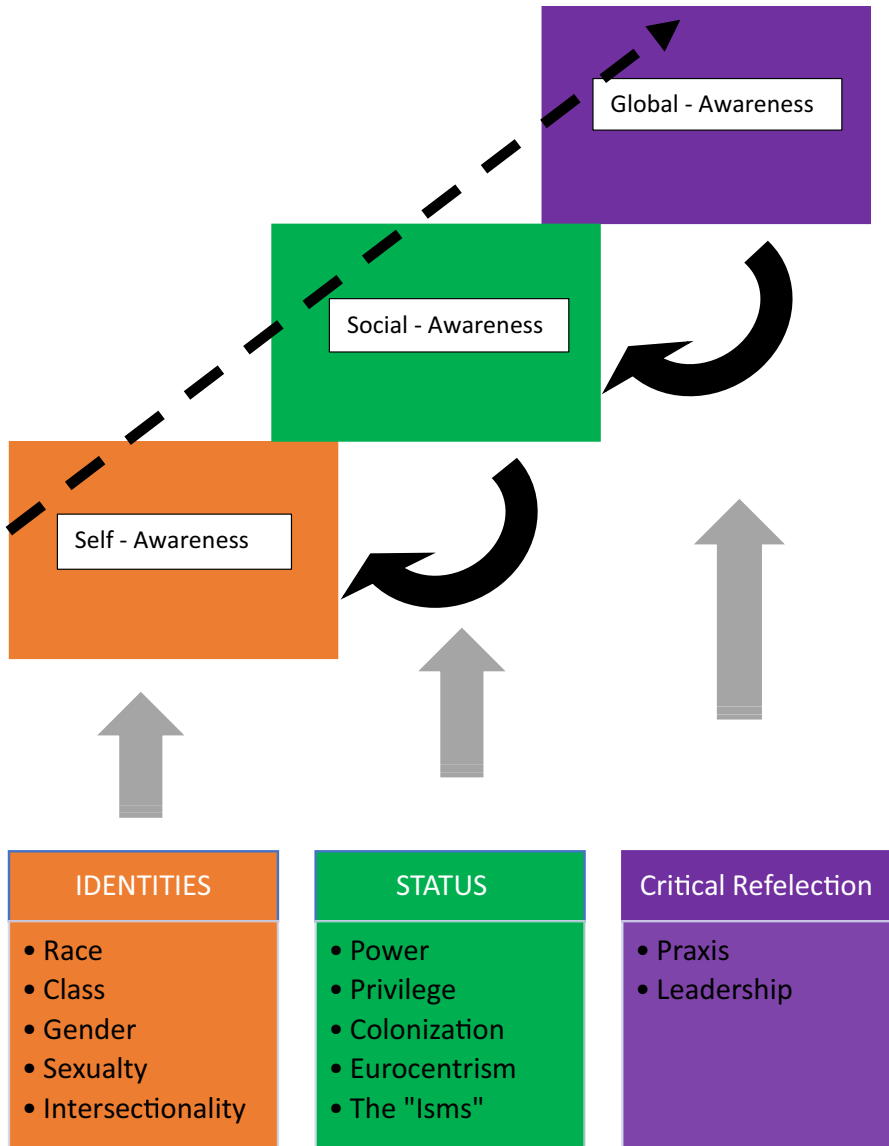 Global - Awareness
Social - Awareness
Self - Awareness
IDENTITIES
• Race
• Class
• Gender
• Sexualty
• Intersectionality
STATUS
• Power
• Privilege
• Colonization
• Eurocentrism
• The "Isms"
Critical Refelection
• Praxis
• Leadership